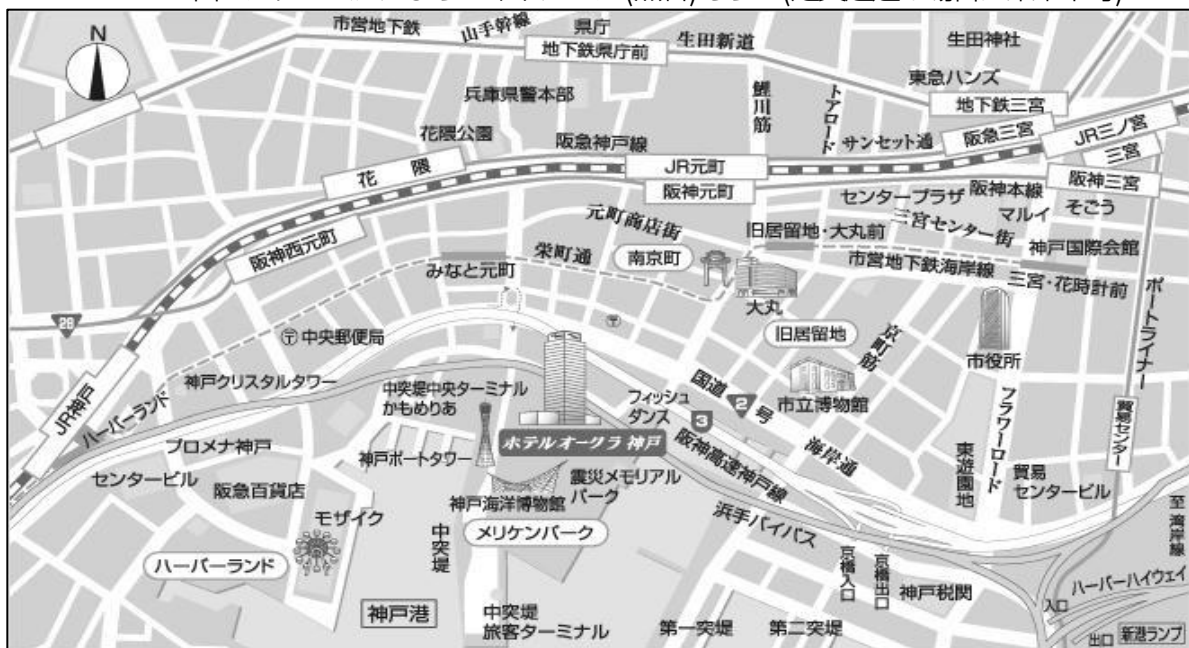 市営地下鉄
山手幹線
県庁
地下鉄県庁前
生田新道
生田神社
東急ハンズ
地下鉄三宮
兵庫県警本部
鯉川筋
トアロード
サンセット通
阪急三宮
JR三ノ宮
三宮
阪神三宮
花隈公園
阪急神戸線
花隈
JR元町
阪神元町
センタープラザ
阪神本線
マルイ
そごう
三宮センター街
神戸国際会館
元町商店街
旧居留地・大丸前
市営地下鉄海岸線
三宮・花時計前
ポートライナー
阪神西元町
みなと元町
栄町通
南京町
大丸
旧居留地
京町筋
市役所
28
〒中央郵便局
〒
市立博物館
国道2号
海岸通
フラワーロード
貿易センター
JR神戸
ハーバーランド
神戸クリスタルタワー
中突堤中央ターミナル
かもめりあ
フィッシュ
ダンス
3
阪神高速神戸線
ホテルオークラ神戸
プロメナ神戸
神戸ポートタワー
センタービル
阪急百貨店
震災メモリアル
パーク
神戸海洋博物館
メリケンパーク
浜手バイパス
東遊園地
貿易
センタービル
至湾岸線
モザイク
ハーバーランド
中突堤
京橋入口
京橋出口
神戸税関
ハーバーハイウェイ
入口
神戸港
中突堤
旅客ターミナル
第一突堤
第二突堤
出口
新港ランプ
N